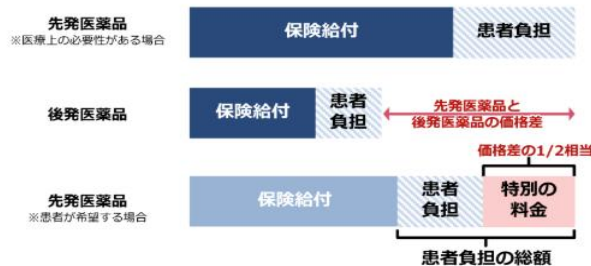 先発医薬品
※医療上の必要性がある場合
保険給付
患者負担
後発医薬品
保険給付
患者
負担
先発医薬品と
後発医薬品の価格差
価格差の1/2相当
先発医薬品
※患者が希望する場合
保険給付
患者
負担
特別の
料金
患者負担の総額